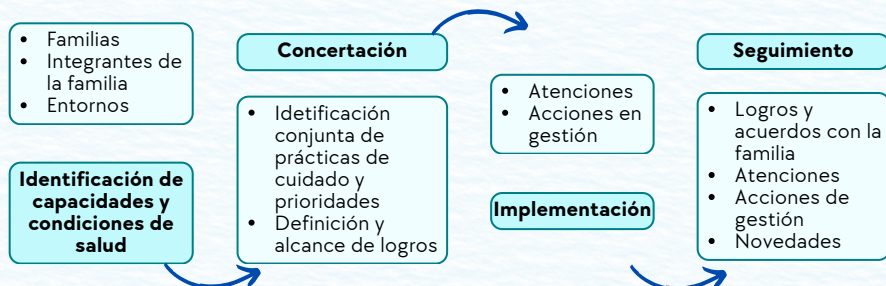 • Familias
• Integrantes de
la familia
• Entornos
Identificación de
capacidades y
condiciones de
salud
Concertación
• Idetificación
conjunta de
prácticas de
cuidado y
prioridades
• Definición y
alcance de logros
• Atenciones
• Acciones en
gestión
Implementación
Seguimiento
• Logros y
acuerdos con la
familia
• Atenciones
• Acciones de
gestión
• Novedades